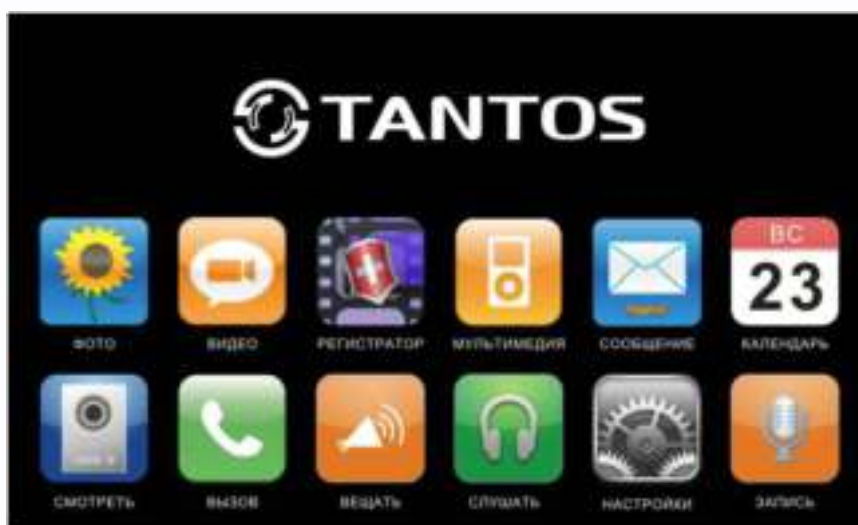 TANTOS
ВС
23
ФОТО ВИДЕО РЕГИСТРАТОР МУЛЬТИМЕДИЯ СООБЩЕНИЕ КАЛЕНДАРЬ
СМОТРЕТЬ ВЫЗОВ ВЕЩАТЬ СЛУШАТЬ НАСТРОЙКИ ЗАПИСЬ